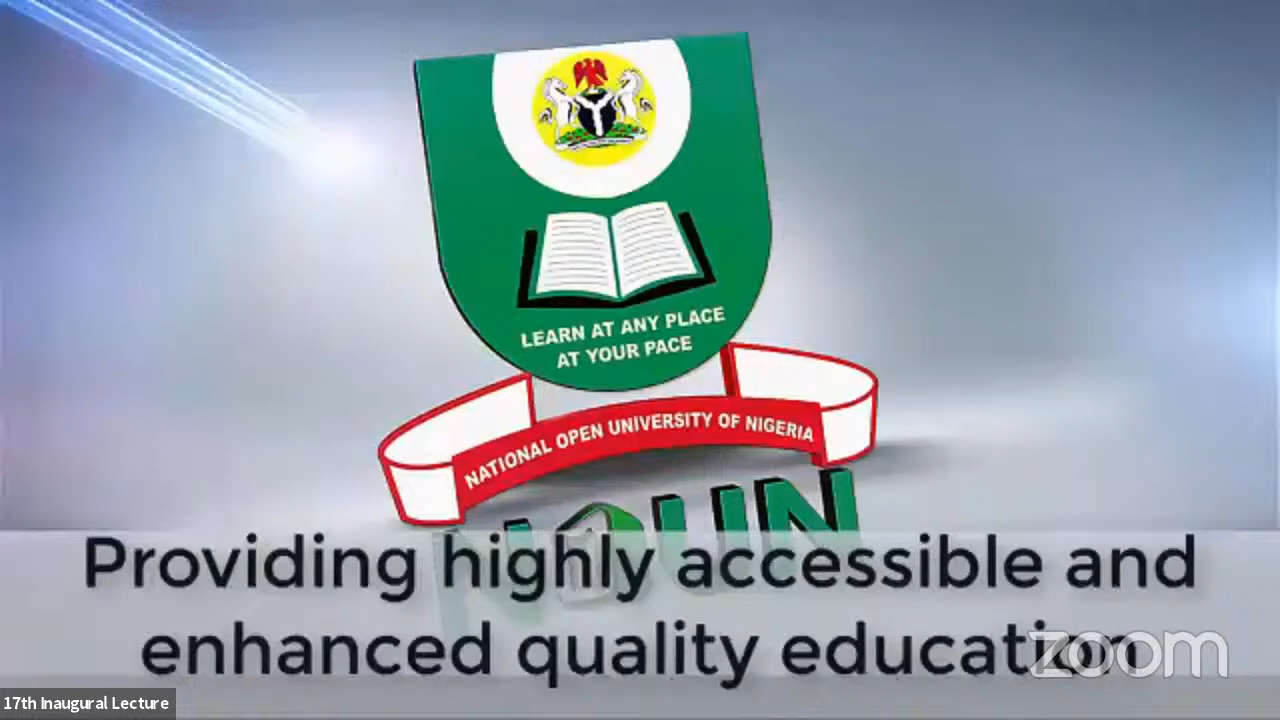 LEARN AT ANY PLACE
AT YOUR PACE
NATIONAL OPEN UNIVERSITY OF NIGERIA
NOUN
Providing highly accessible and
enhanced quality education
zoom
17th Inaugural Lecture